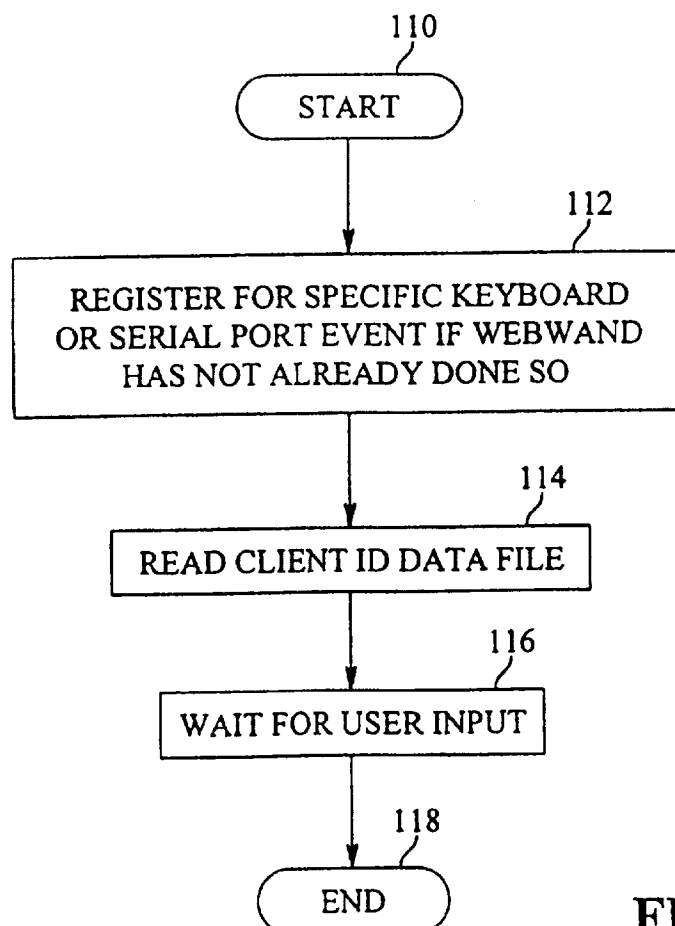 110
START
112
REGISTER FOR SPECIFIC KEYBOARD
OR SERIAL PORT EVENT IF WEBWAND
HAS NOT ALREADY DONE SO
114
READ CLIENT ID DATA FILE
116
WAIT FOR USER INPUT
118
END